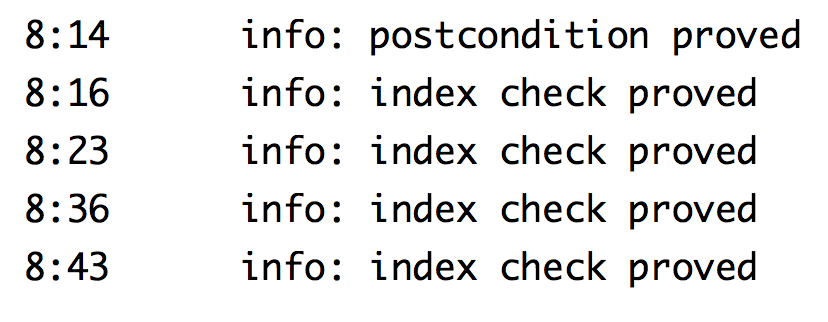 8:14 info: postcondition proved
8:16 info: index check proved
8:23 info: index check proved
8:36 info: index check proved
8:43 info: index check proved